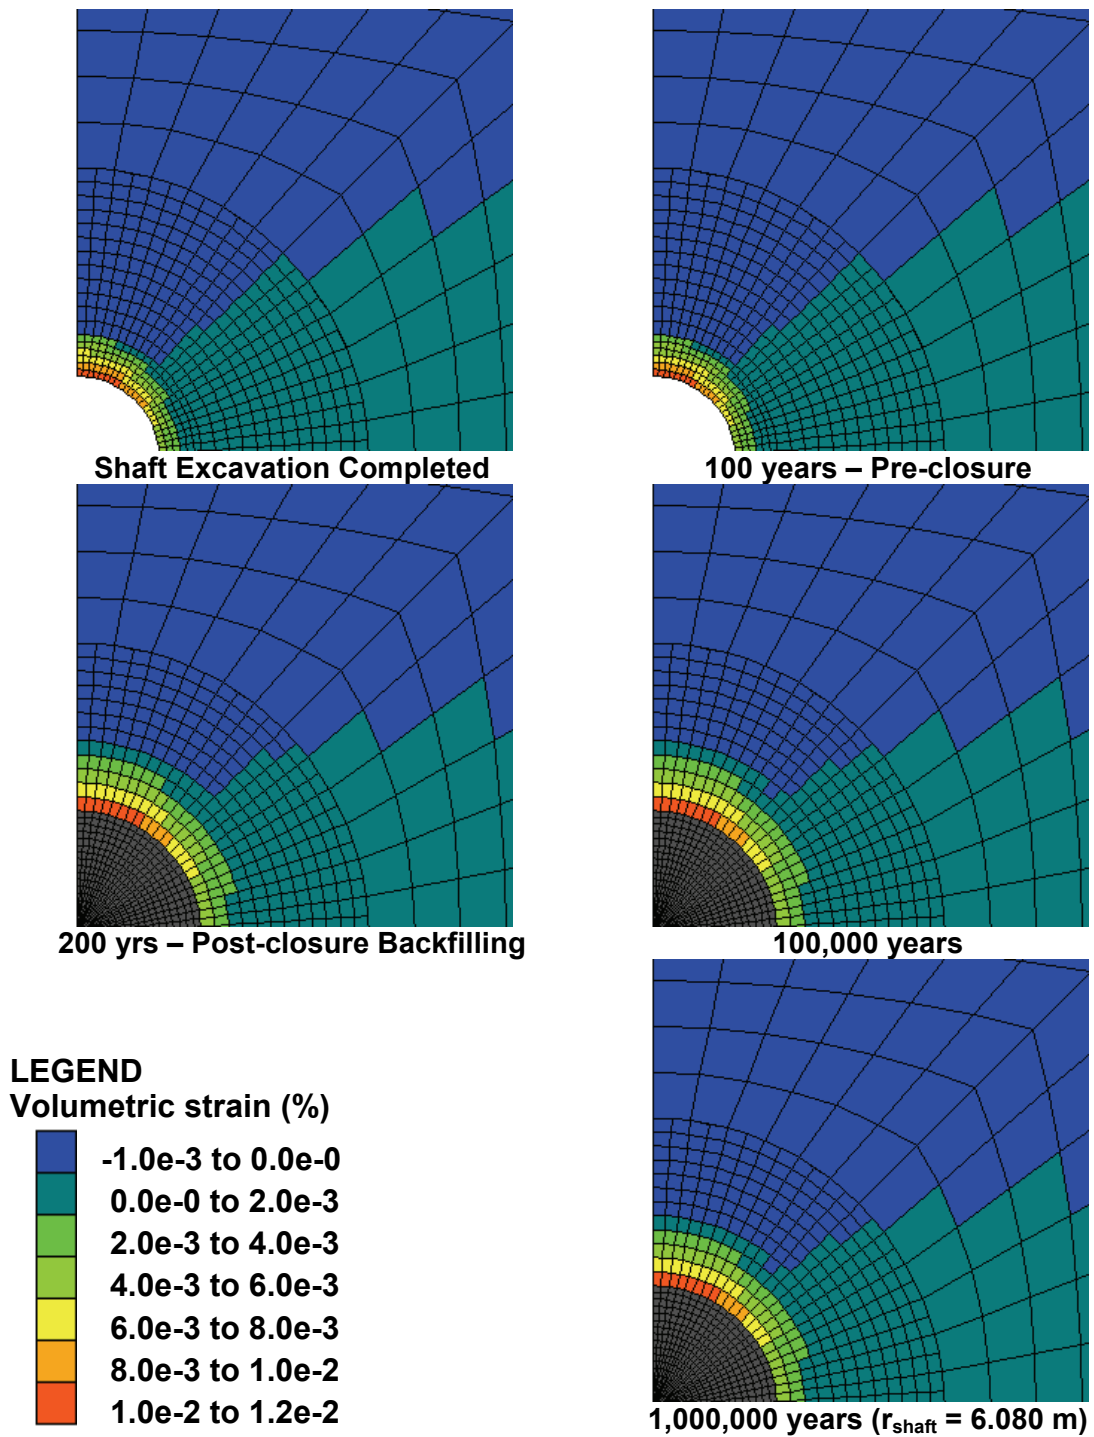 Shaft Excavation Completed
100 years – Pre-closure
200 yrs – Post-closure Backfilling
100,000 years
LEGEND
Volumetric strain (%)
-1.0e-3 to 0.0e-0
0.0e-0 to 2.0e-3
2.0e-3 to 4.0e-3
4.0e-3 to 6.0e-3
6.0e-3 to 8.0e-3
8.0e-3 to 1.0e-2
1.0e-2 to 1.2e-2
1,000,000 years (rshaft = 6.080 m)